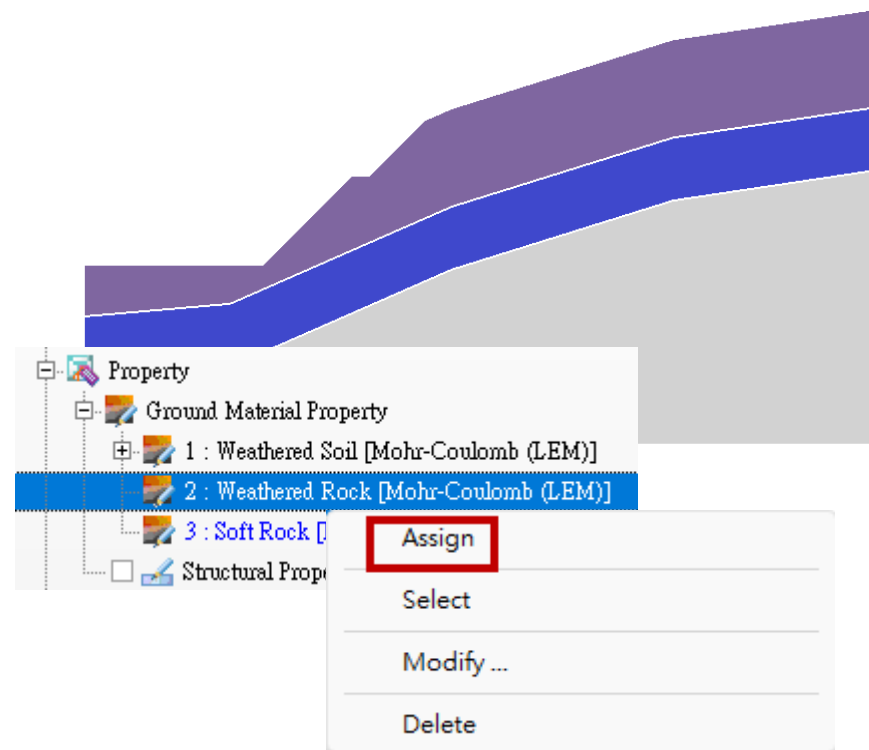 Property
Ground Material Property
1 : Weathered Soil [Mohr-Coulomb (LEM)]
2 : Weathered Rock [Mohr-Coulomb (LEM)]
3 : Soft Rock [
Structural Prope
Assign
Select
Modify ...
Delete